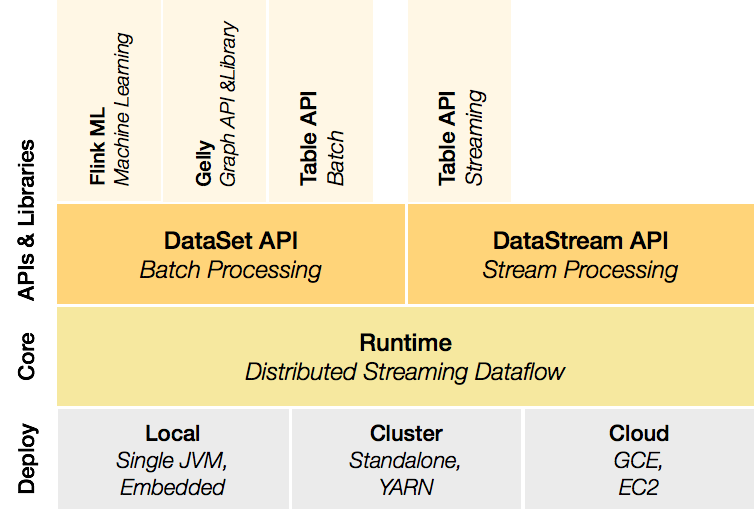 APIs & Libraries
Flink ML
Machine Learning
Gelly
Graph API &Library
Table API
Batch
Table API
Streaming
DataSet API
Batch Processing
DataStream API
Stream Processing
Core
Runtime
Distributed Streaming Dataflow
Deploy
Local
Single JVM,
Embedded
Cluster
Standalone,
YARN
Cloud
GCE,
EC2